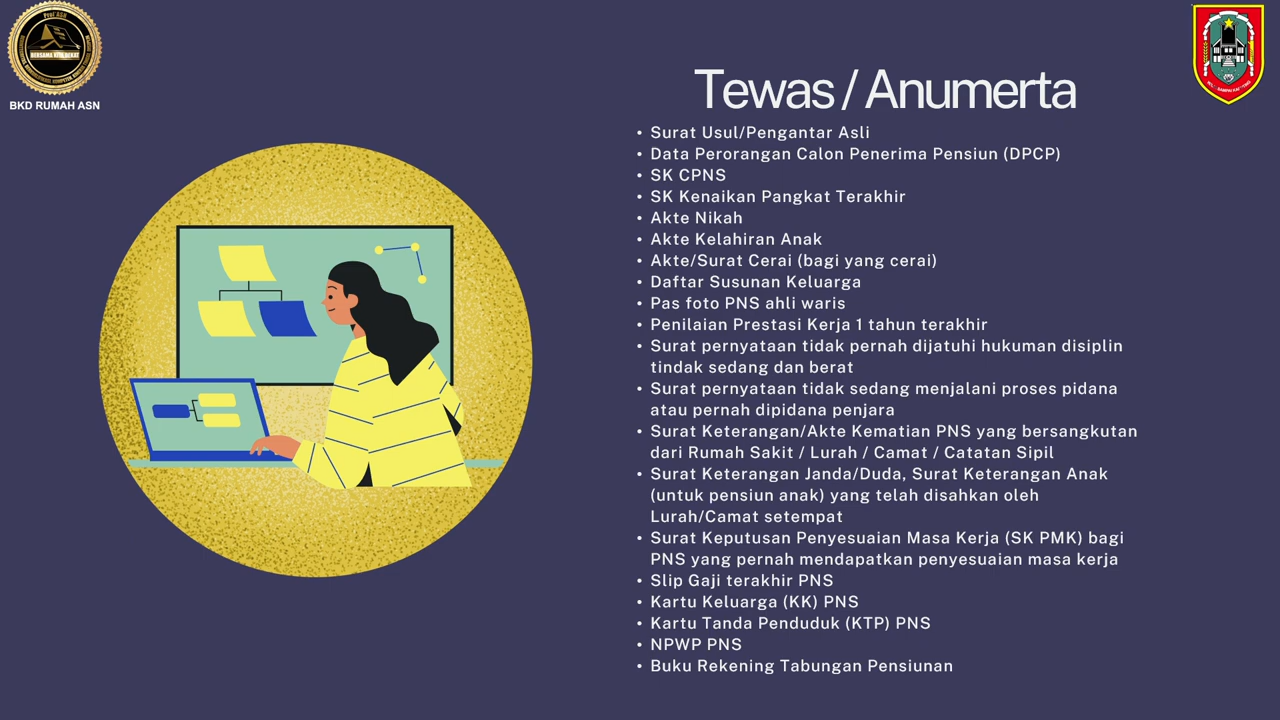 Peof ASN
BERSAMA KITA DEKAT
BKD RUMAH ASN
Tewas / Anumerta
• Surat Usul/Pengantar Asli
• Data Perorangan Calon Penerima Pensiun (DPCP)
• SK CPNS
• SK Kenaikan Pangkat Terakhir
• Akte Nikah
• Akte Kelahiran Anak
• Akte/Surat Cerai (bagi yang cerai)
• Daftar Susunan Keluarga
• Pas foto PNS ahli waris
• Penilaian Prestasi Kerja 1 tahun terakhir
• Surat pernyataan tidak pernah dijatuhi hukuman disiplin
tindak sedang dan berat
• Surat pernyataan tidak sedang menjalani proses pidana
atau pernah dipidana penjara
• Surat Keterangan/Akte Kematian PNS yang bersangkutan
dari Rumah Sakit / Lurah / Camat / Catatan Sipil
• Surat Keterangan Janda/Duda, Surat Keterangan Anak
(untuk pensiun anak) yang telah disahkan oleh
Lurah/Camat setempat
• Surat Keputusan Penyesuaian Masa Kerja (SK PMK) bagi
PNS yang pernah mendapatkan penyesuaian masa kerja
• Slip Gaji terakhir PNS
• Kartu Keluarga (KK) PNS
• Kartu Tanda Penduduk (KTP) PNS
• NPWP PNS
• Buku Rekening Tabungan Pensiunan